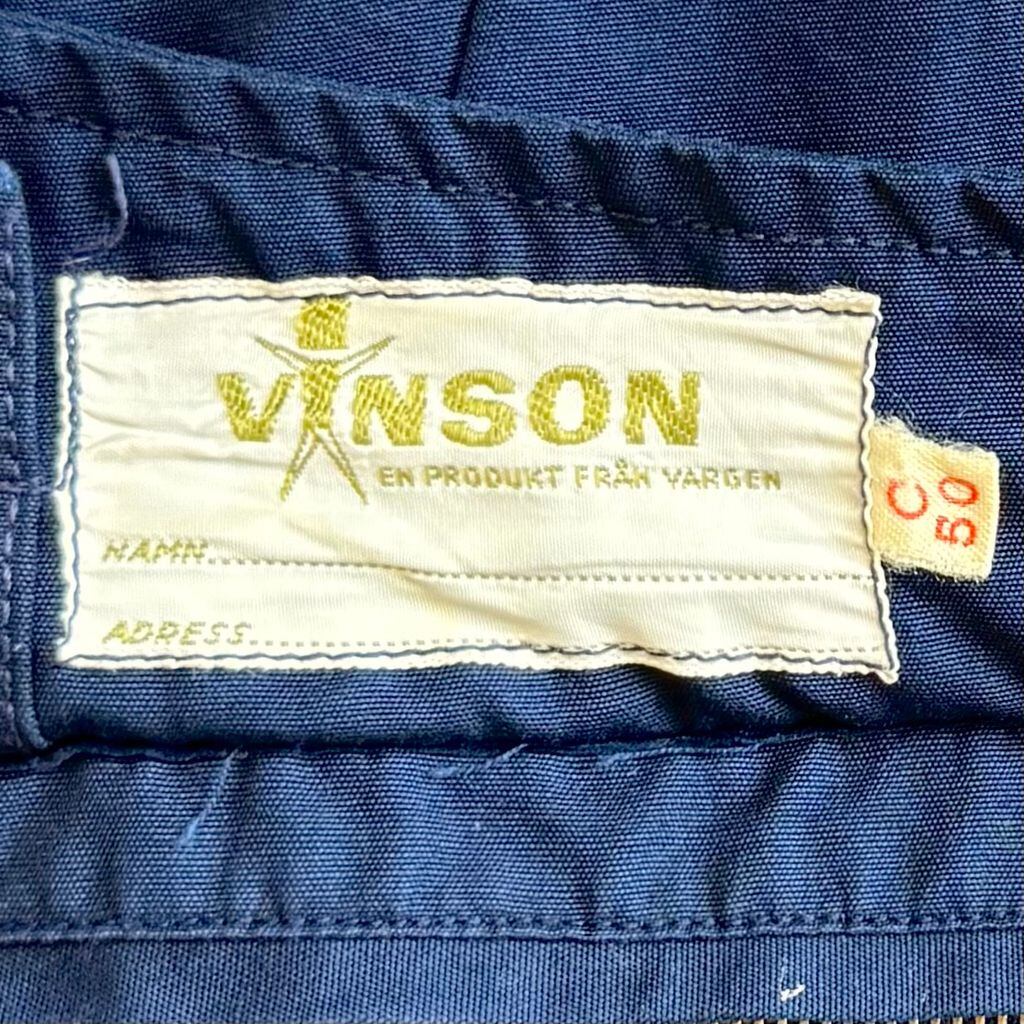 VINSON
EN PRODUKT FRÅN VARGEN
NAMN
ADRESS
C
50